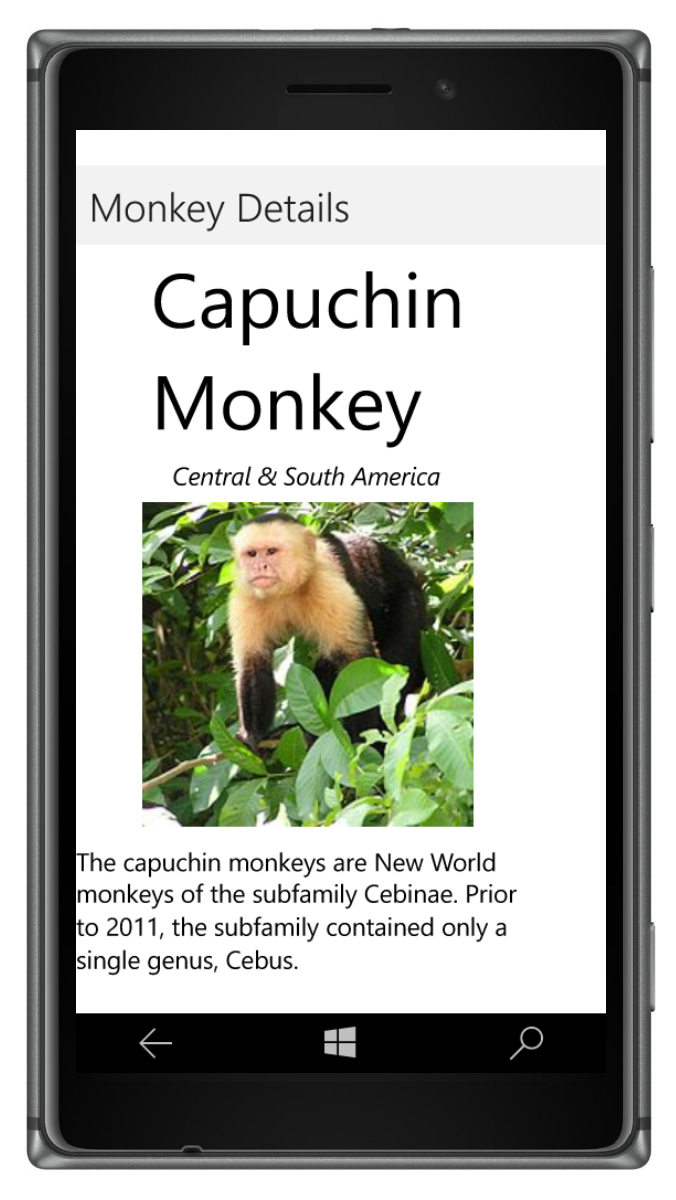 Monkey Details
Capuchin
Monkey
Central & South America
The capuchin monkeys are New World
monkeys of the subfamily Cebinae. Prior
to 2011, the subfamily contained only a
single genus, Cebus.